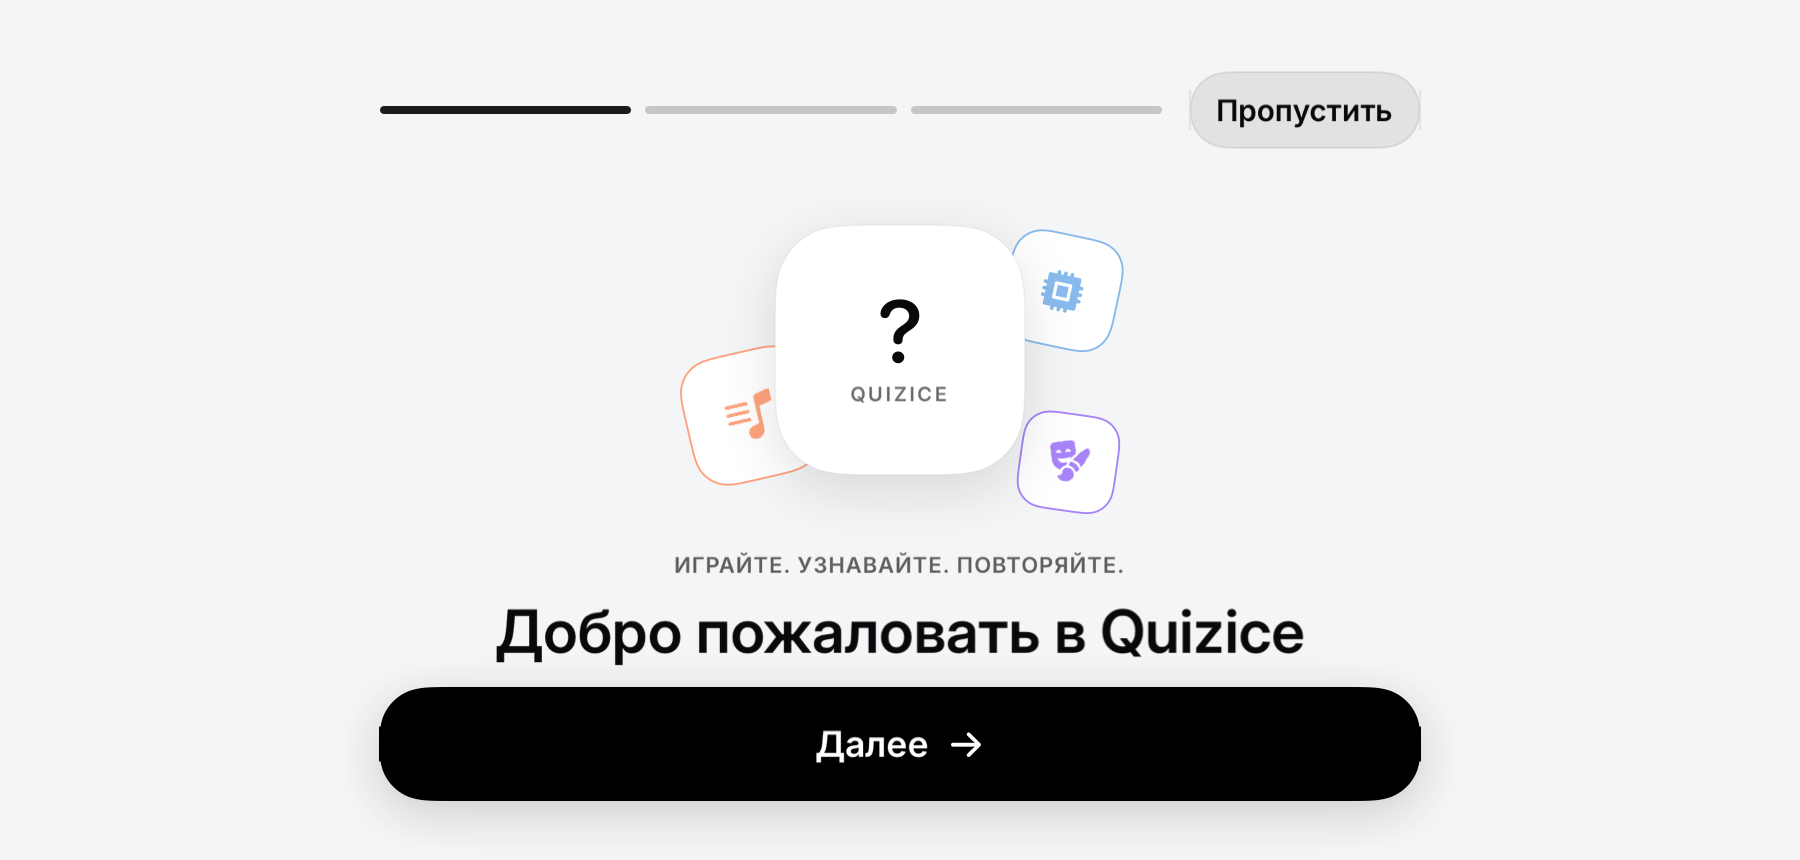 Пропустить
?
QUIZICE
ИГРАЙТЕ. УЗНАВАЙТЕ. ПОВТОРЯЙТЕ.
Добро пожаловать в Quizice
Далее →